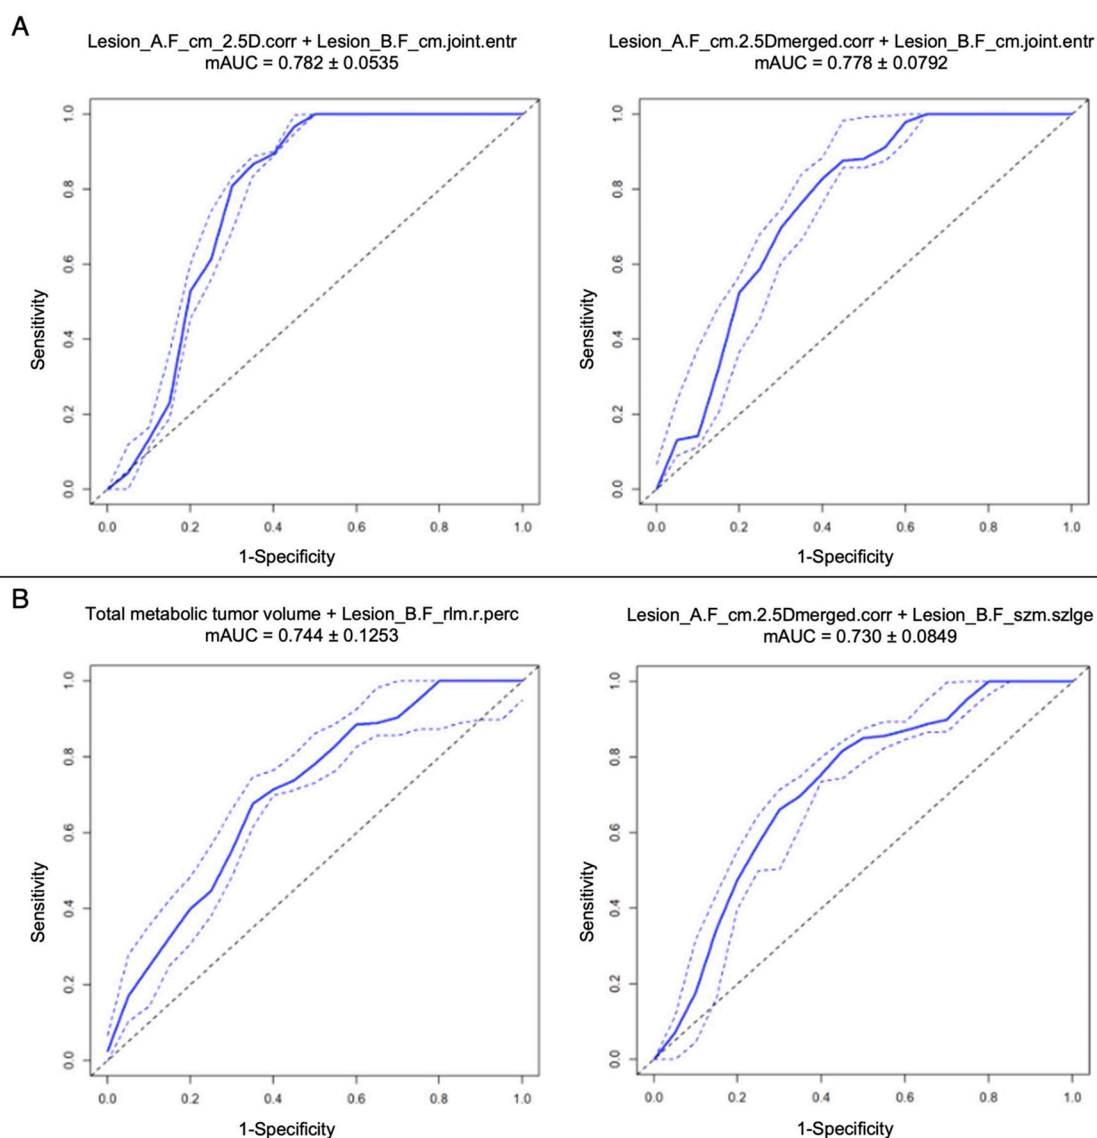 A
Lesion_A.F_cm_2.5D.corr + Lesion_B.F_cm.joint.entr
mAUC = 0.782 ± 0.0535
1.0
0.8
0.6
0.4
0.2
0.0
Sensitivity
0.0 0.2 0.4 0.6 0.8 1.0
1-Specificity
Lesion_A.F_cm.2.5Dmerged.corr + Lesion_B.F_cm.joint.entr
mAUC = 0.778 ± 0.0792
1.0
0.8
0.6
0.4
0.2
0.0
Sensitivity
0.0 0.2 0.4 0.6 0.8 1.0
1-Specificity
B
Total metabolic tumor volume + Lesion_B.F_rlm.r.perc
mAUC = 0.744 ± 0.1253
1.0
0.8
0.6
0.4
0.2
0.0
Sensitivity
0.0 0.2 0.4 0.6 0.8 1.0
1-Specificity
Lesion_A.F_cm.2.5Dmerged.corr + Lesion_B.F_szm.szlge
mAUC = 0.730 ± 0.0849
1.0
0.8
0.6
0.4
0.2
0.0
Sensitivity
0.0 0.2 0.4 0.6 0.8 1.0
1-Specificity